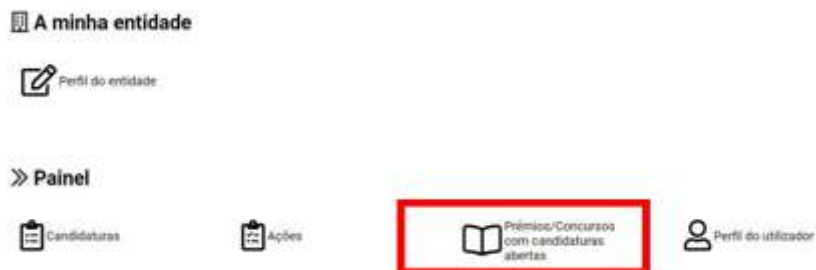 A minha entidade
Perfil do entidade
Painel
Candidaturas
Ações
Prémios/Concursos
com candidaturas
abertas
Perfil do utilizador